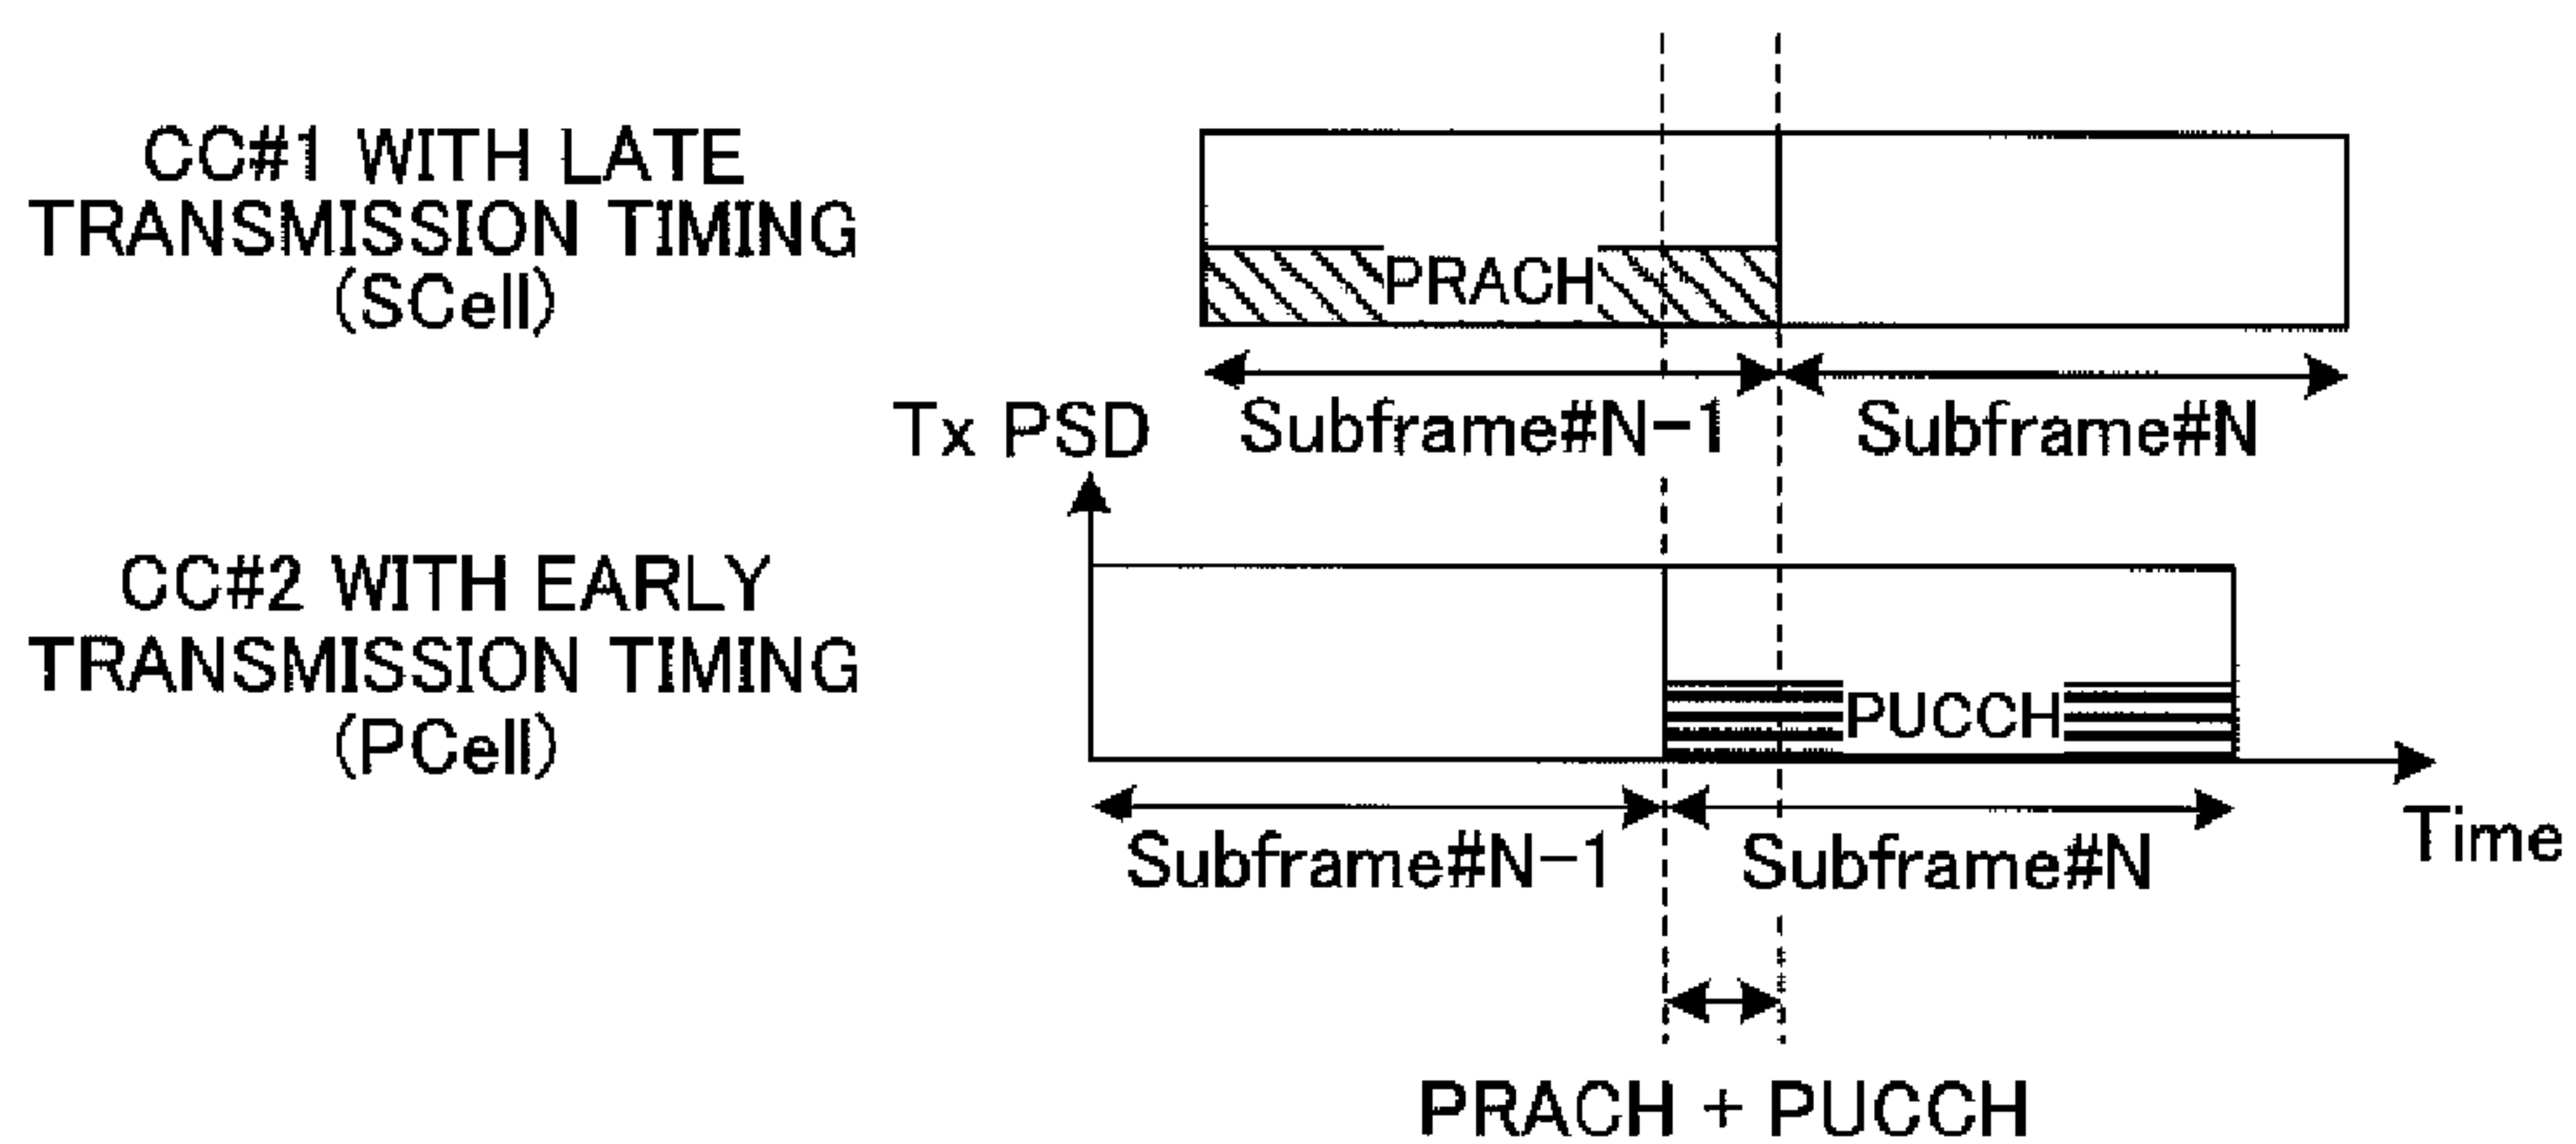 CC#1 WITH LATE
TRANSMISSION TIMING
(SCell)
PRACH
Subframe#N-1
Subframe#N
Tx PSD
CC#2 WITH EARLY
TRANSMISSION TIMING
(PCell)
PUCCH
Subframe#N-1
Subframe#N
Time
PRACH + PUCCH